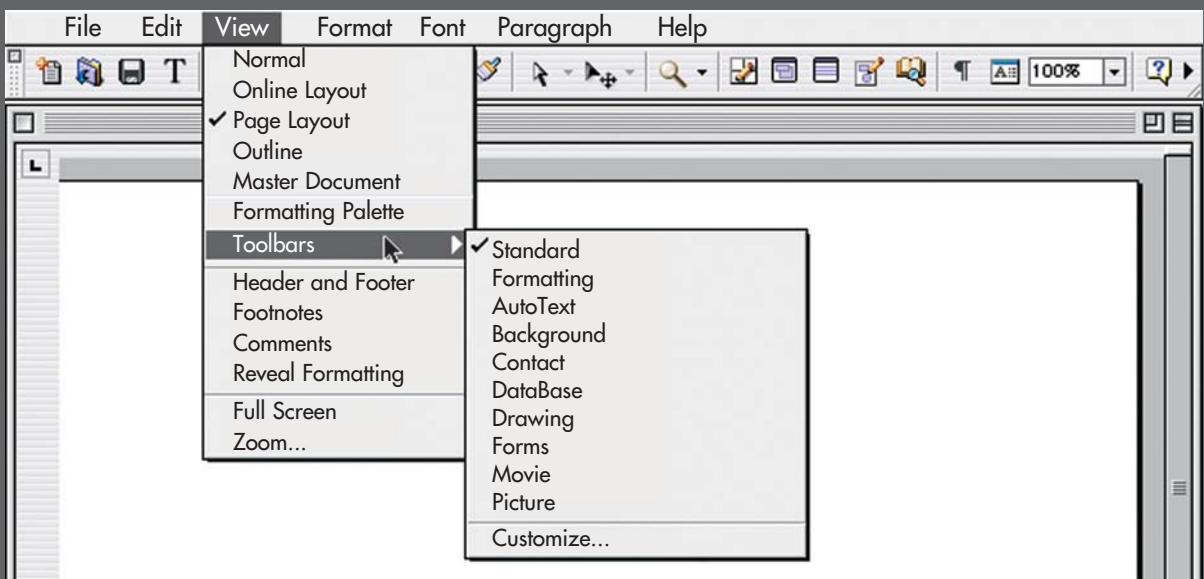 File Edit View Format Font Paragraph Help
T ¶ A 100% ?
Normal
Online Layout
✓ Page Layout
Outline
Master Document
Formatting Palette
Toolbars
Header and Footer
Footnotes
Comments
Reveal Formatting
Full Screen
Zoom...
✓ Standard
Formatting
AutoText
Background
Contact
DataBase
Drawing
Forms
Movie
Picture
Customize...